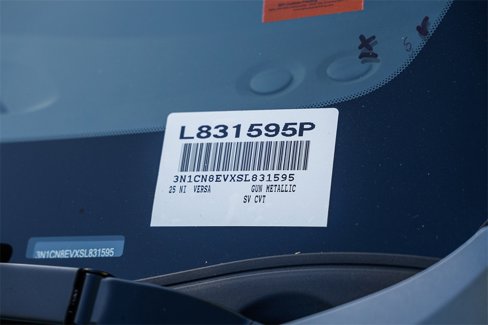 L831595P
3N1CN8EVXSL831595
25 NI VERSA GUN METALLIC
SV CVT
3N1CN8EVXSL831595